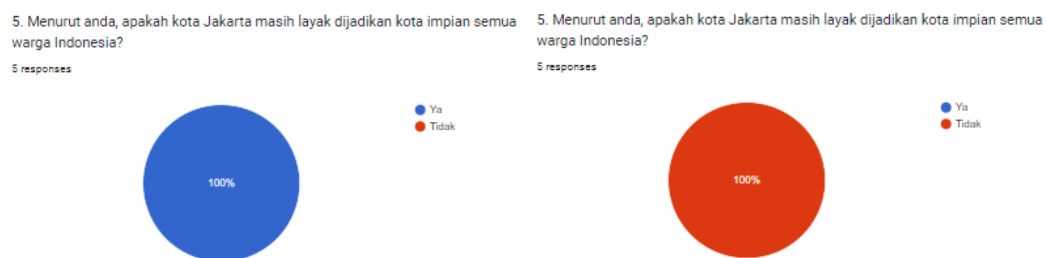 5. Menurut anda, apakah kota Jakarta masih layak dijadikan kota impian semua
warga Indonesia?
5 responses
Ya
Tidak
100%
5. Menurut anda, apakah kota Jakarta masih layak dijadikan kota impian semua
warga Indonesia?
5 responses
Ya
Tidak
100%